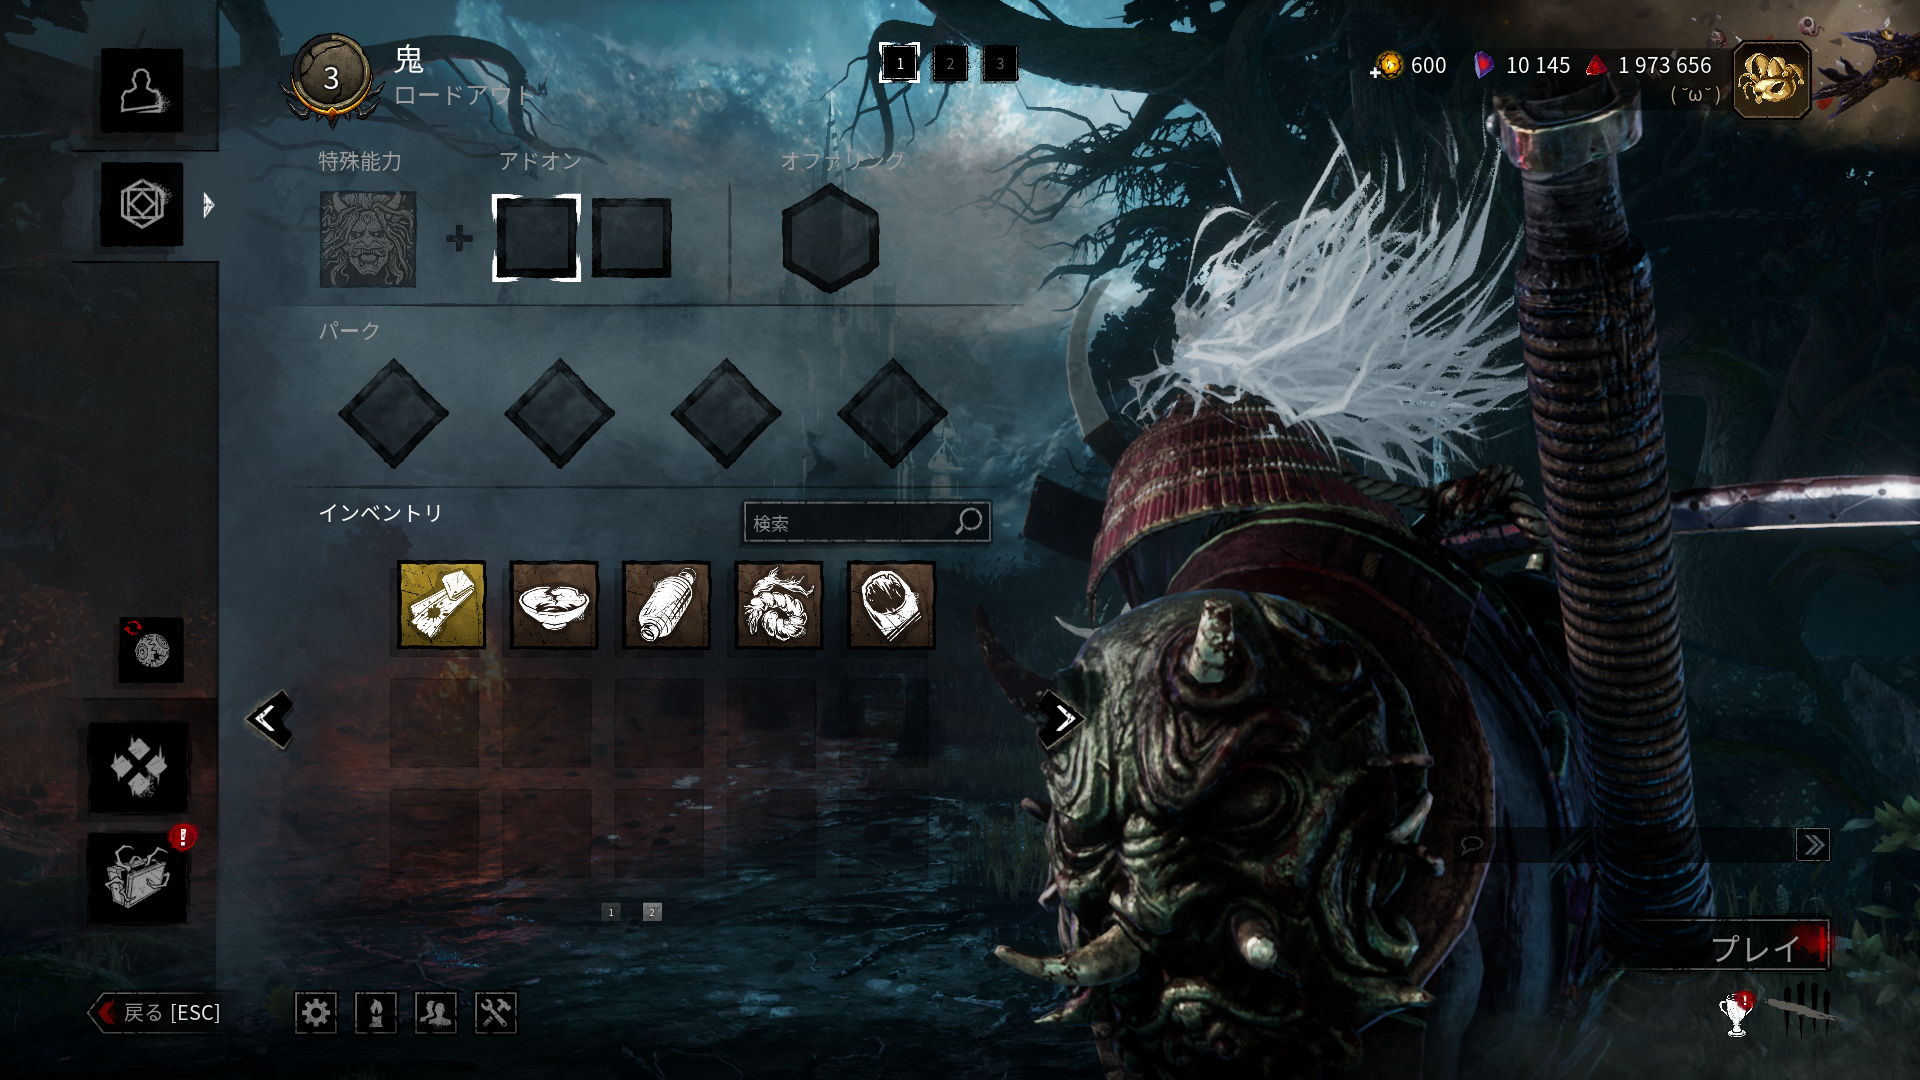 3
鬼
ロードアウト
1 2 3
600 10 145 1 973 656
( ˘ω˘ )
特殊能力
アドオン
オファリング
パーク
インベントリ
検索
1 2
プレイ
戻る [ESC]